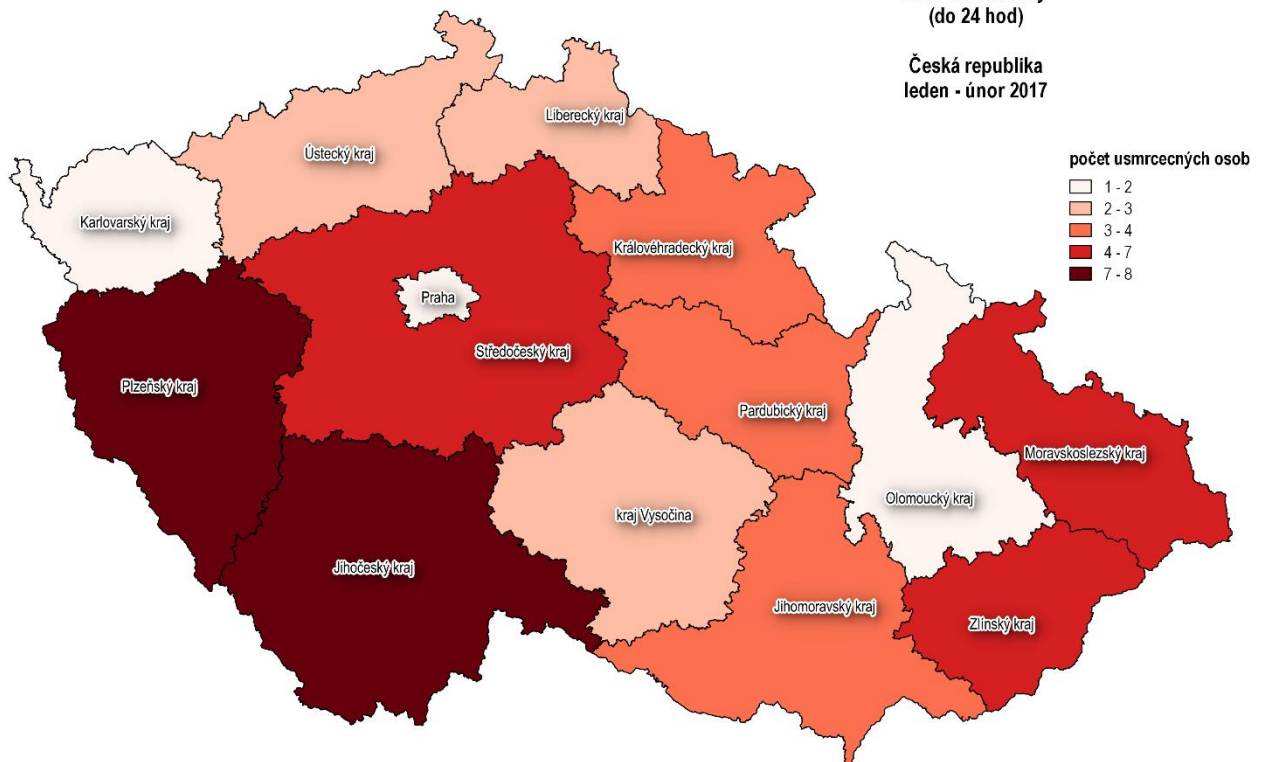 (do 24 hod)
Česká republika
leden - únor 2017
počet usmrcecných osob
1 - 2
2 - 3
3 - 4
4 - 7
7 - 8
Liberecký kraj
Ústecký kraj
Karlovarský kraj
Královéhradecký kraj
Praha
Středočeský kraj
Plzeňský kraj
Pardubický kraj
Moravskoslezský kraj
Olomoucký kraj
kraj Vysočina
Jihočeský kraj
Jihomoravský kraj
Zlínský kraj